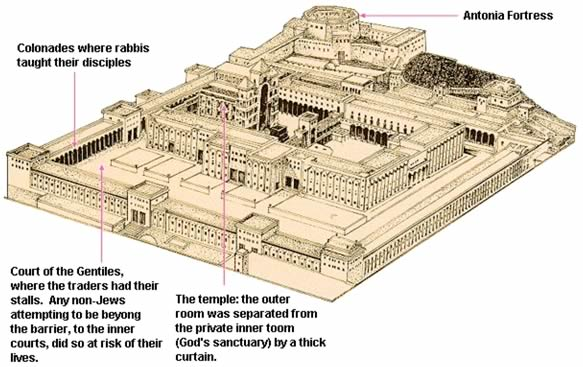 Antonia Fortress
Colonades where rabbis
taught their disciples
Court of the Gentiles,
where the traders had their
stalls.  Any non-Jews
attempting to be beyong
the barrier, to the inner
courts, did so at risk of their
lives.
The temple: the outer
room was separated from
the private inner toom
(God's sanctuary) by a thick
curtain.